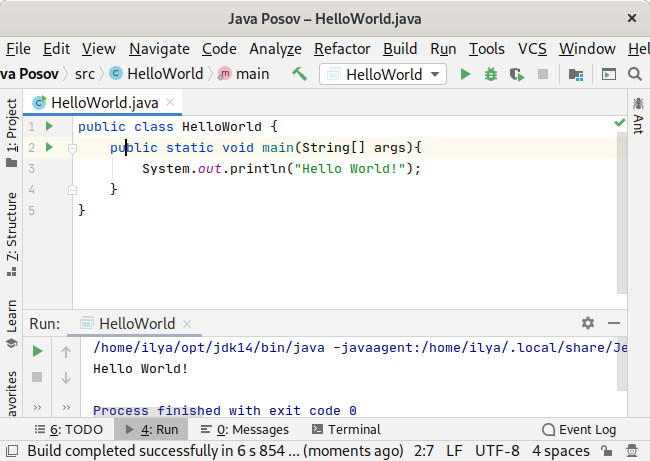 Java Posov – HelloWorld.java
File Edit View Navigate Code Analyze Refactor Build Run Tools VCS Window Hel
va Posov src HelloWorld main HelloWorld
1: Project
Z: Structure
Learn
avorites
HelloWorld.java
Ant
1 public class HelloWorld {
2 public static void main(String[] args){
3 System.out.println("Hello World!");
4 }
5 }
Run: HelloWorld
/home/ilya/opt/jdk14/bin/java -javaagent:/home/ilya/.local/share/Je
Hello World!
Process finished with exit code 0
6: TODO 4: Run 0: Messages Terminal Event Log
Build completed successfully in 6 s 854 ... (moments ago) 2:7 LF UTF-8 4 spaces